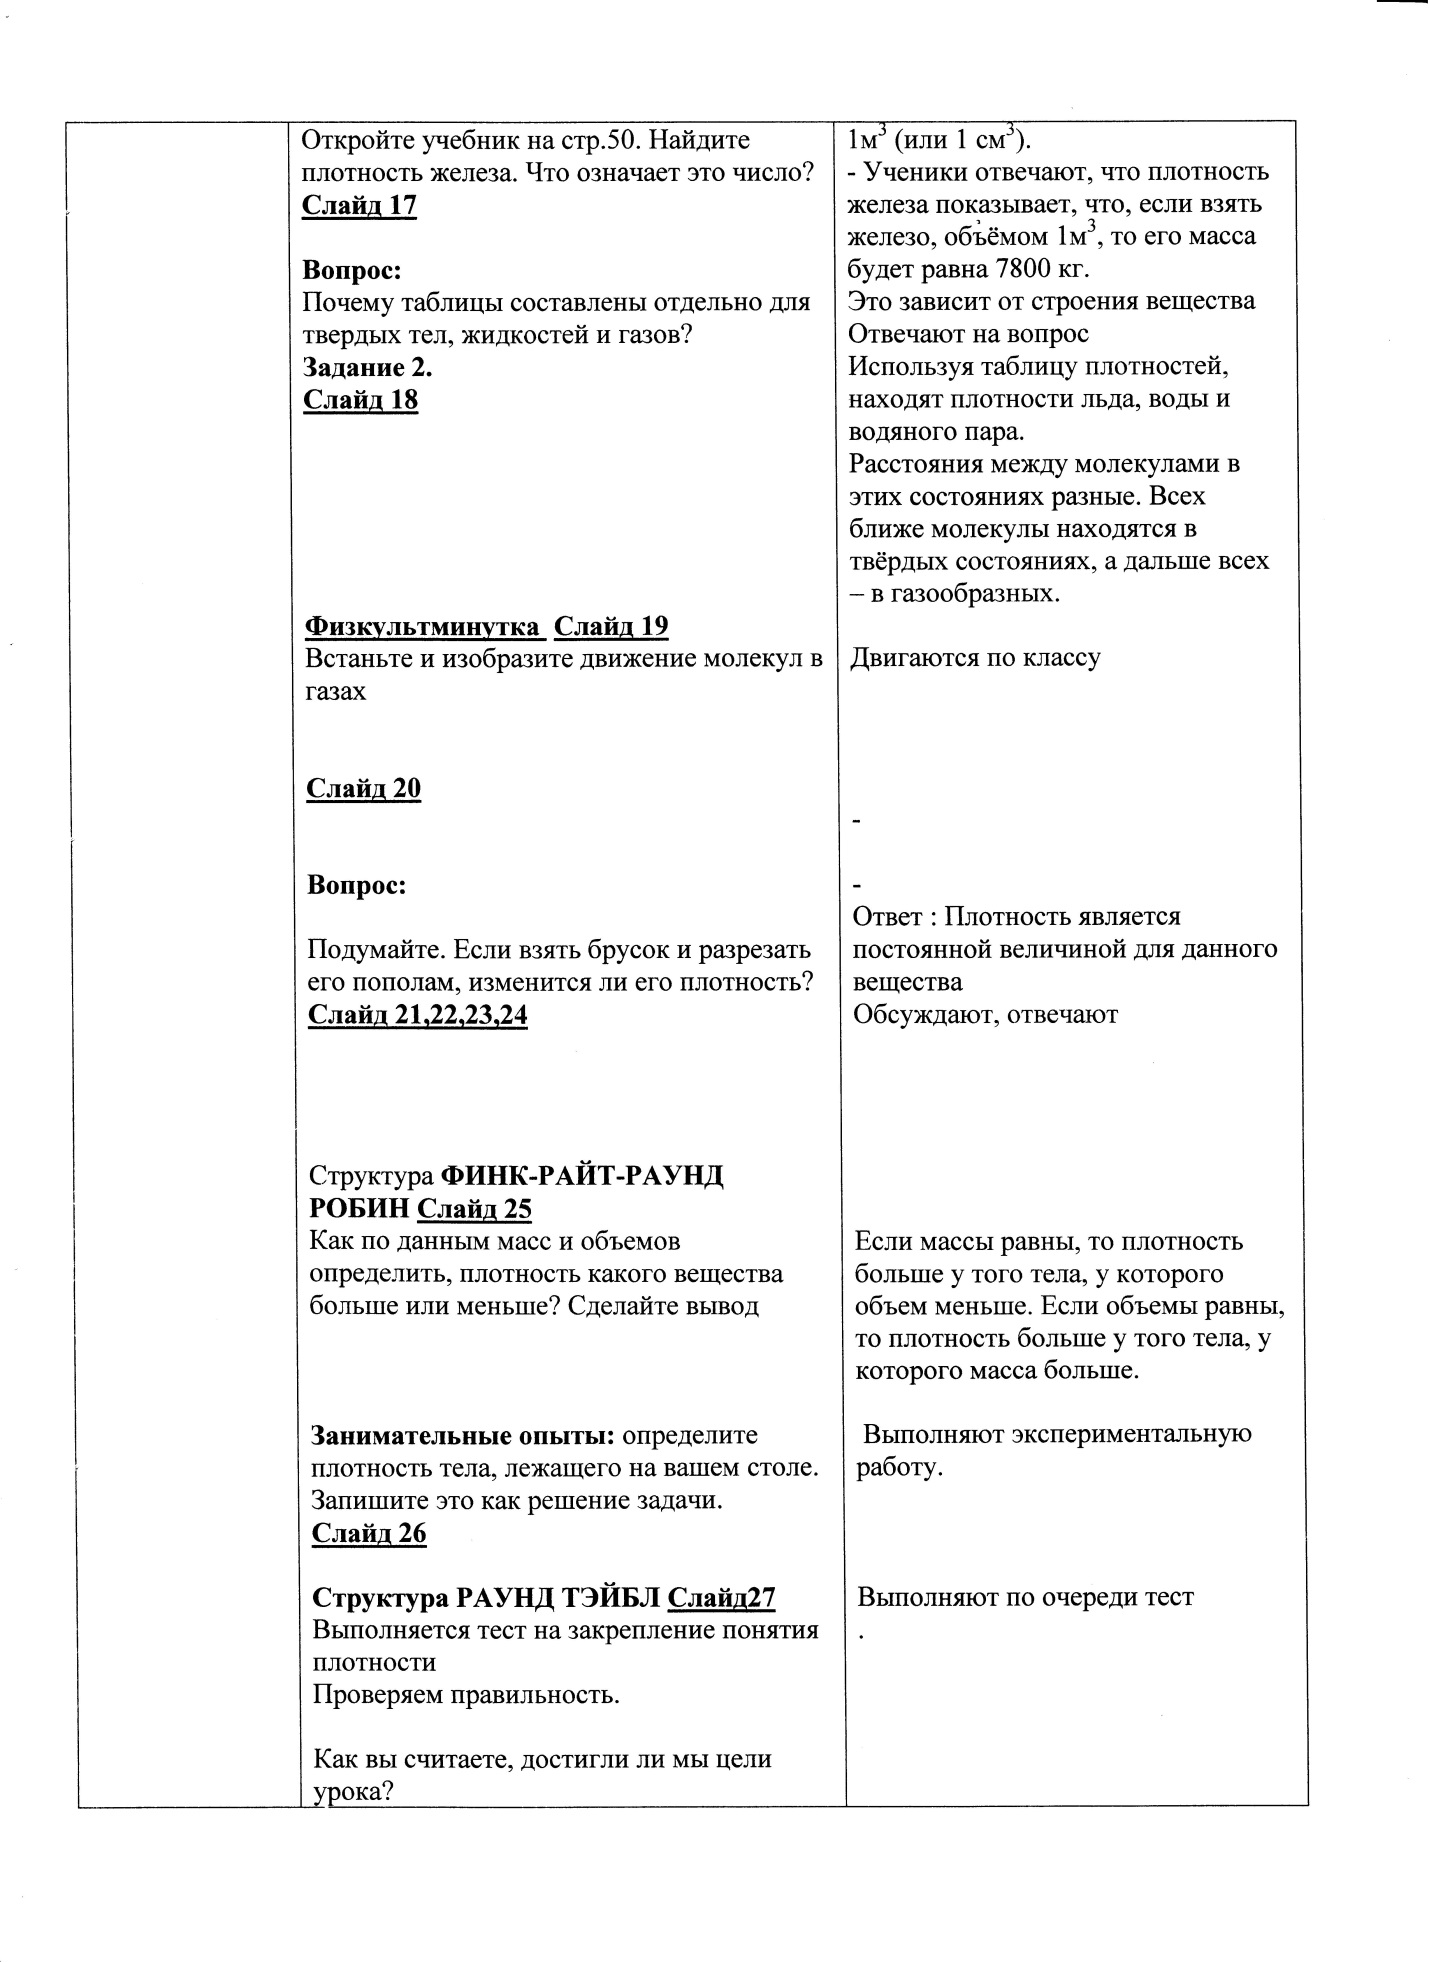 Откройте учебник на стр.50. Найдите
плотность железа. Что означает это число?
Слайд 17
Вопрос:
Почему таблицы составлены отдельно для
твердых тел, жидкостей и газов?
Задание 2.
Слайд 18
Физкультминутка Слайд 19
Встаньте и изобразите движение молекул в
газах
Слайд 20
Вопрос:
Подумайте. Если взять брусок и разрезать
его пополам, изменится ли его плотность?
Слайд 21,22,23,24
Структура ФИНК-РАЙТ-РАУНД
РОБИН Слайд 25
Как по данным масс и объемов
определить, плотность какого вещества
больше или меньше? Сделайте вывод
Занимательные опыты: определите
плотность тела, лежащего на вашем столе.
Запишите это как решение задачи.
Слайд 26
Структура РАУНД ТЭЙБЛ Слайд27
Выполняется тест на закрепление понятия
плотности
Проверяем правильность.
Как вы считаете, достигли ли мы цели
урока?
1м³ (или 1 см³).
- Ученики отвечают, что плотность
железа показывает, что, если взять
железо, объёмом 1м³, то его масса
будет равна 7800 кг.
Это зависит от строения вещества
Отвечают на вопрос
Используя таблицу плотностей,
находят плотности льда, воды и
водяного пара.
Расстояния между молекулами в
этих состояниях разные. Всех
ближе молекулы находятся в
твёрдых состояниях, а дальше всех
– в газообразных.
Двигаются по классу
-
-
Ответ : Плотность является
постоянной величиной для данного
вещества
Обсуждают, отвечают
Если массы равны, то плотность
больше у того тела, у которого
объем меньше. Если объемы равны,
то плотность больше у того тела, у
которого масса больше.
Выполняют экспериментальную
работу.
Выполняют по очереди тест
.